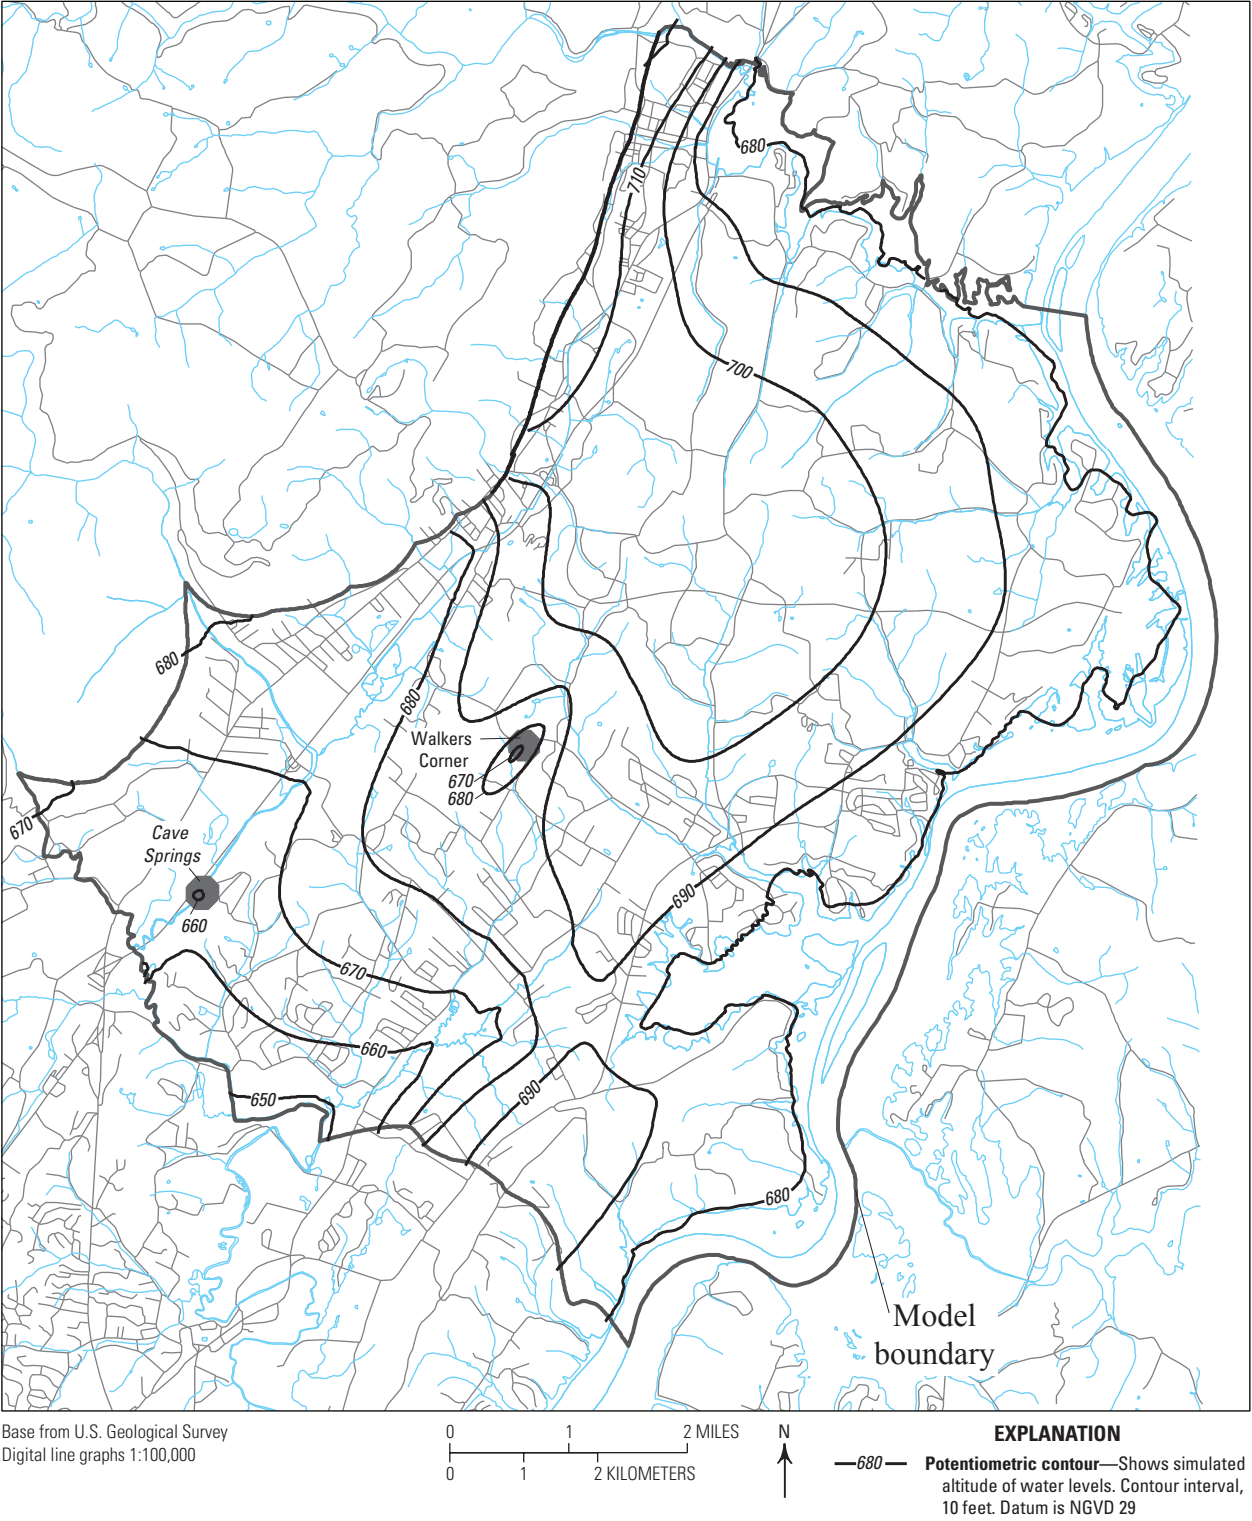 680
710
700
680
680
Walkers
Corner
670
680
670
Cave
Springs
660
690
670
660
690
650
680
Model
boundary
Base from U.S. Geological Survey
Digital line graphs 1:100,000
0 1 2 MILES
0 1 2 KILOMETERS
N
EXPLANATION
680 Potentiometric contour—Shows simulated
altitude of water levels. Contour interval,
10 feet. Datum is NGVD 29